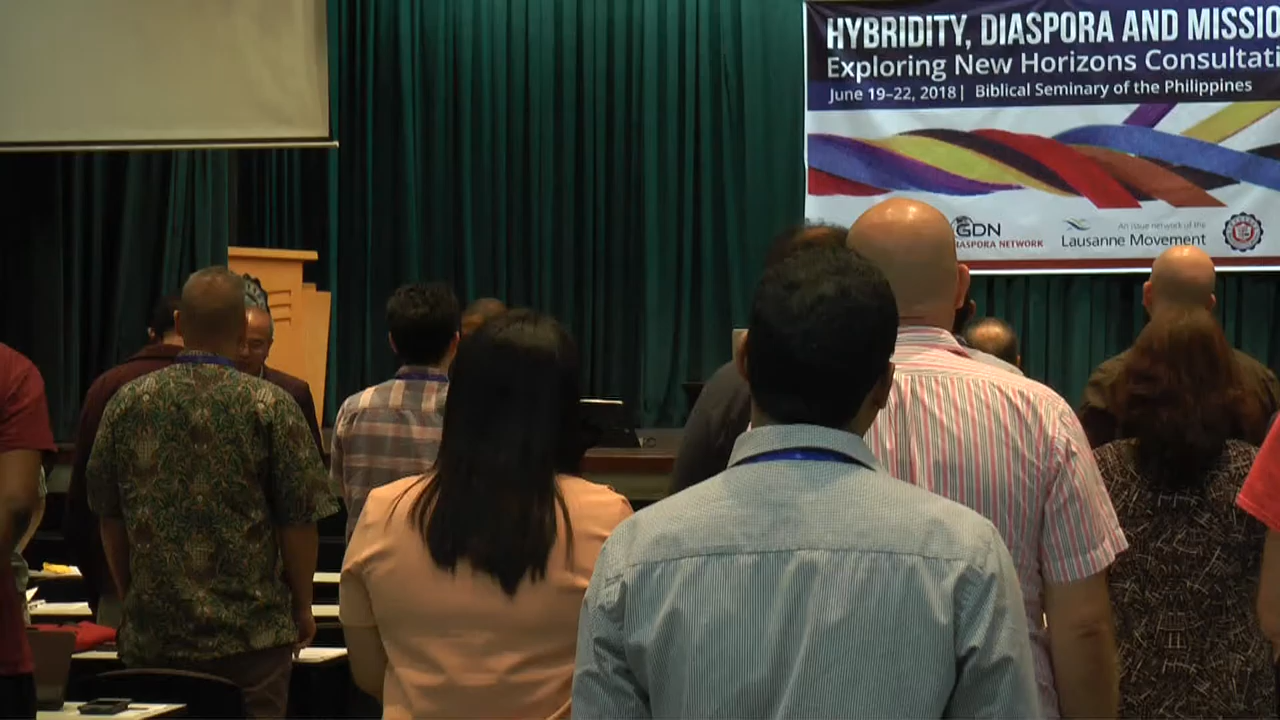 HYBRIDITY, DIASPORA AND MISSIO
Exploring New Horizons Consultati
June 19–22, 2018 | Biblical Seminary of the Philippines
GDN
DIASPORA NETWORK
An issue network of the
Lausanne Movement